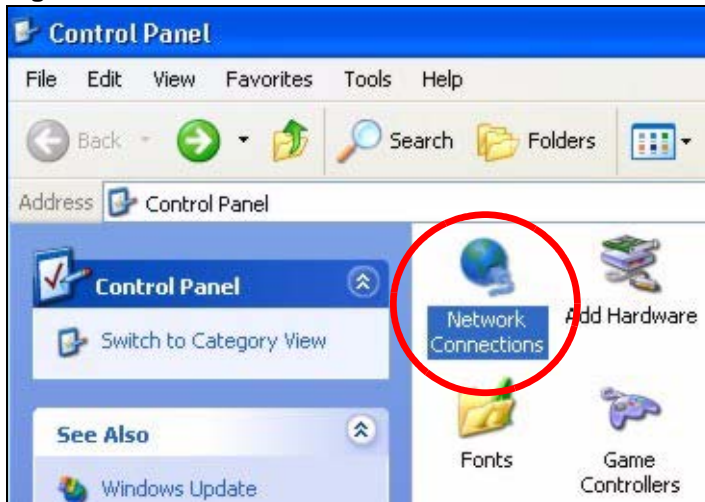 Control Panel
File Edit View Favorites Tools Help
Back Search Folders
Address Control Panel
Control Panel
Switch to Category View
See Also
Windows Update
Network
Connections
Add Hardware
Fonts
Game
Controllers